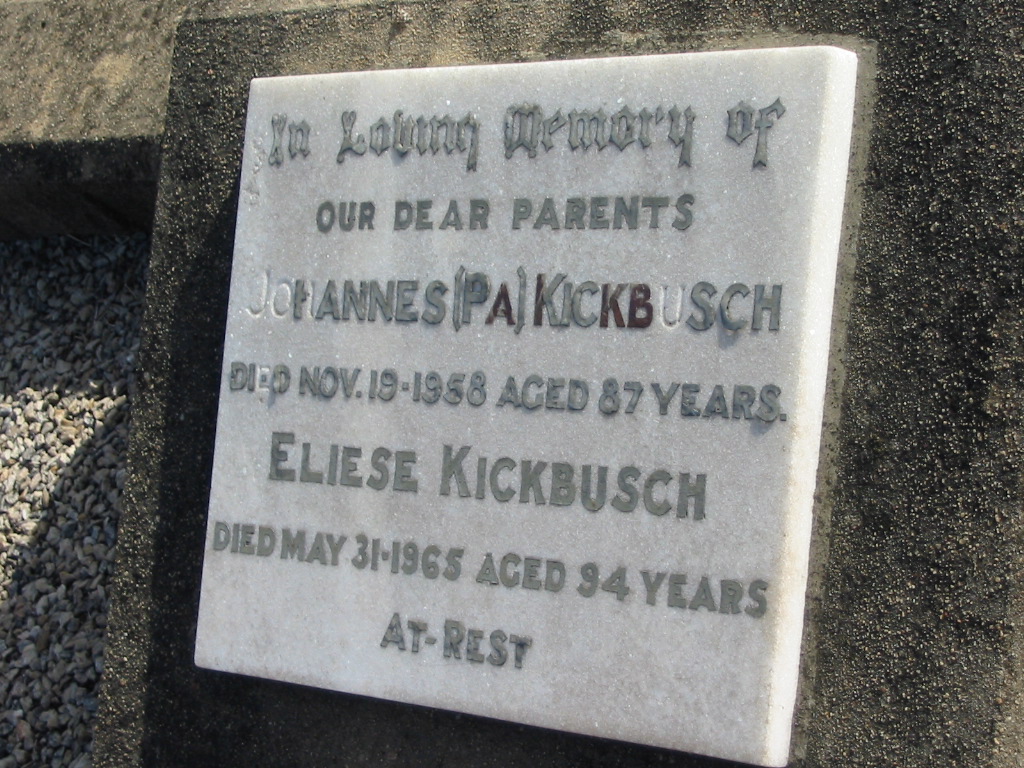 In Loving Memory of
OUR DEAR PARENTS
JOHANNES (PA) KICKBUSCH
DIED NOV. 19-1958 AGED 87 YEARS.
ELIESE KICKBUSCH
DIED MAY 31-1965 AGED 94 YEARS
AT-REST